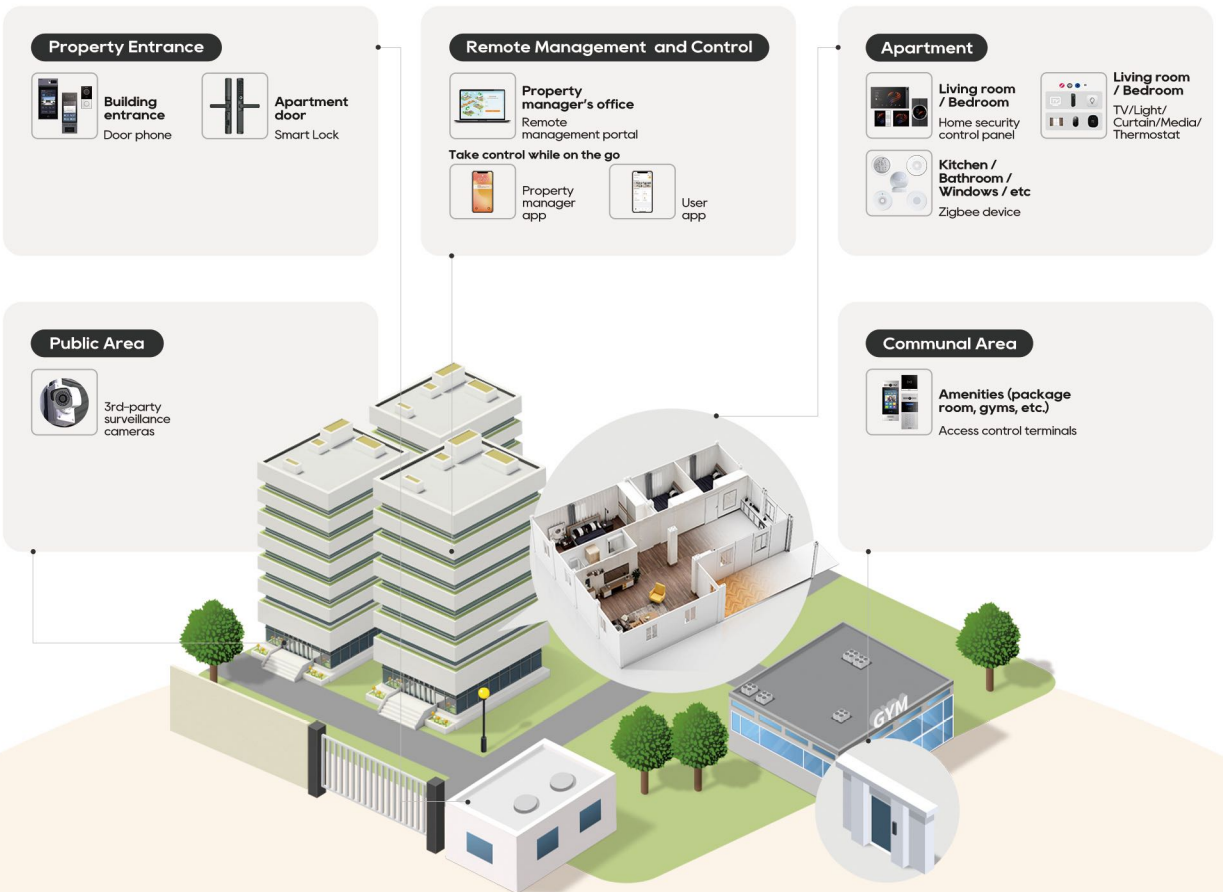 Property Entrance
Building
entrance
Door phone
Apartment
door
Smart Lock
Remote Management and Control
Property
manager's office
Remote
management portal
Take control while on the go
Property
manager
app
User
app
Apartment
Living room
/ Bedroom
Home security
control panel
Living room
/ Bedroom
TV/Light/
Curtain/Media/
Thermostat
Kitchen /
Bathroom /
Windows / etc
Zigbee device
Public Area
3rd-party
surveillance
cameras
Communal Area
Amenities (package
room, gyms, etc.)
Access control terminals
GYM